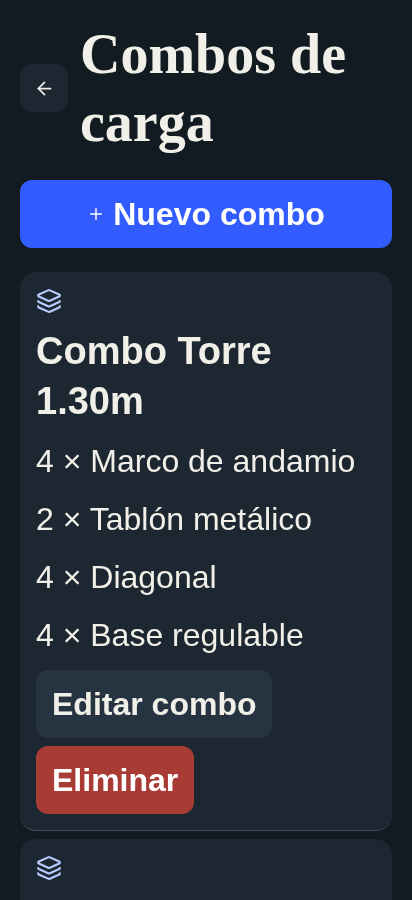 Combos de
carga
+ Nuevo combo
Combo Torre
1.30m
4 × Marco de andamio
2 × Tablón metálico
4 × Diagonal
4 × Base regulable
Editar combo
Eliminar